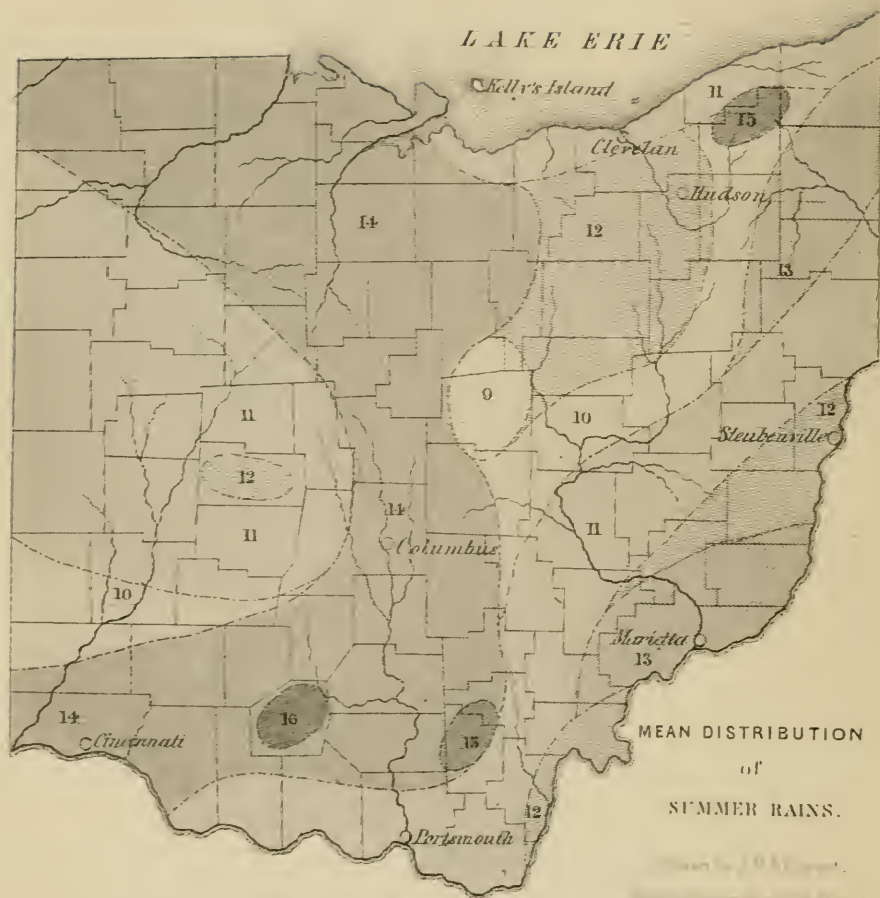 LAKE ERIE
Kelly's Island
11
15
Clevelan
Hudson
14
12
13
11
9
10
12
Steubenville
12
14
11
11
Columbus
10
Marietta
13
14
16
15
Cincinnati
MEAN DISTRIBUTION
of
SUMMER RAINS.
12
Portsmouth